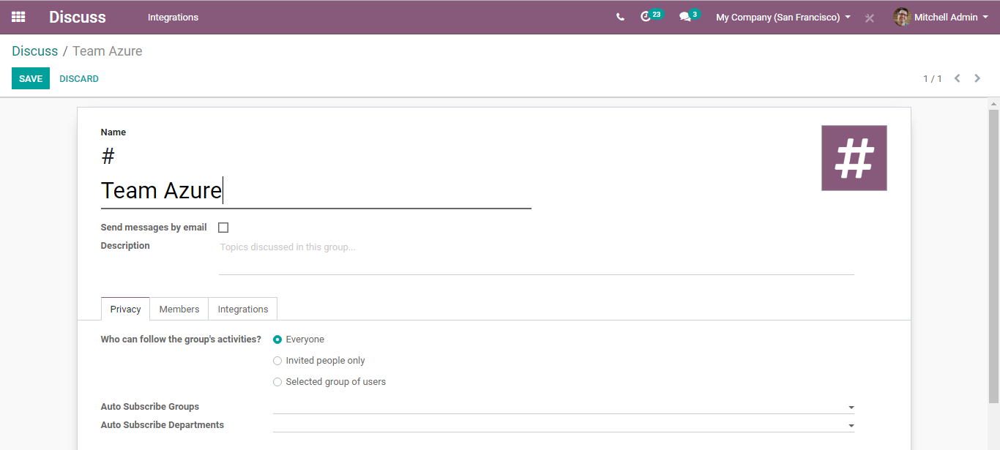 Discuss Integrations 23 3 My Company (San Francisco) Mitchell Admin
Discuss / Team Azure
SAVE DISCARD 1 / 1
Name
#
#
Team Azure
Send messages by email
Description Topics discussed in this group...
Privacy Members Integrations
Who can follow the group's activities? Everyone
Invited people only
Selected group of users
Auto Subscribe Groups
Auto Subscribe Departments